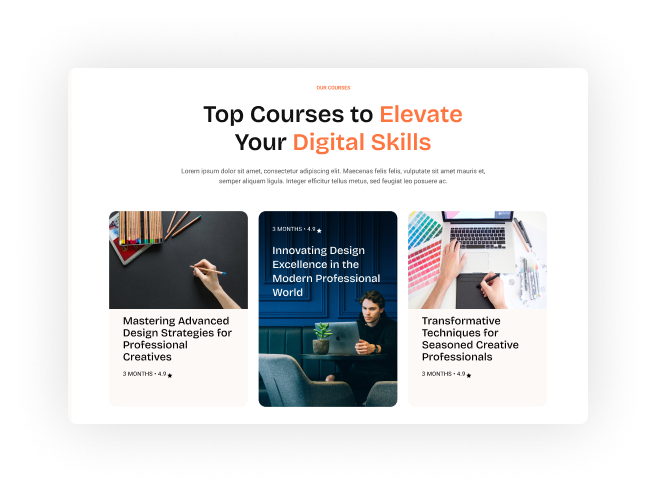 OUR COURSES
Top Courses to Elevate
Your Digital Skills
Lorem ipsum dolor sit amet, consectetur adipiscing elit. Maecenas felis felis, vulputate sit amet mauris et,
semper aliquam ligula. Integer efficitur tellus metus, sed feugiat leo posuere ac.
Mastering Advanced
Design Strategies for
Professional
Creatives
3 MONTHS • 4.9★
3 MONTHS • 4.9★
Innovating Design
Excellence in the
Modern Professional
World
Transformative
Techniques for
Seasoned Creative
Professionals
3 MONTHS • 4.9★